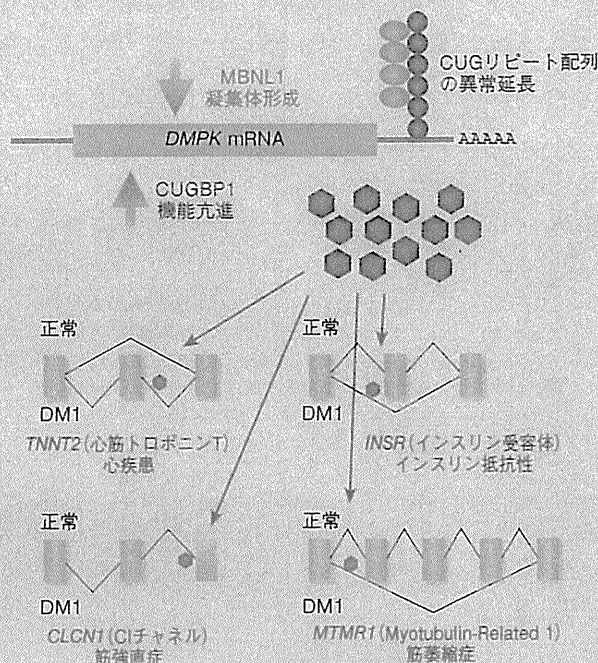 MBNL1
凝集体形成
CUGリピート配列
の異常延長
DMPK mRNA
AAAAA
CUGBP1
機能亢進
正常
DM1
TNNT2(心筋トロポニンT)
心疾患
正常
DM1
INSR(インスリン受容体)
インスリン抵抗性
正常
DM1
CLCN1(Clチャネル)
筋強直症
正常
DM1
MTMR1(Myotubulin-Related 1)
筋萎縮症